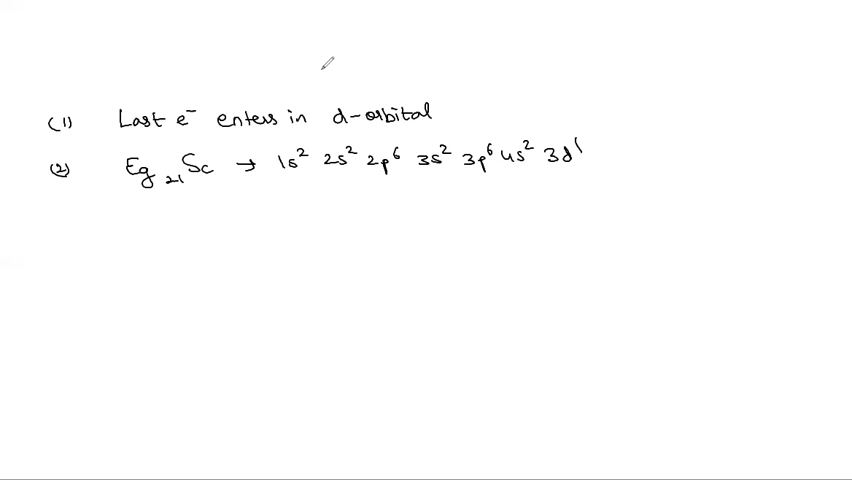 (1) Last e⁻ enters in d-orbital
(2) Eg ₂₁Sc → 1s² 2s² 2p⁶ 3s² 3p⁶ 4s² 3d¹